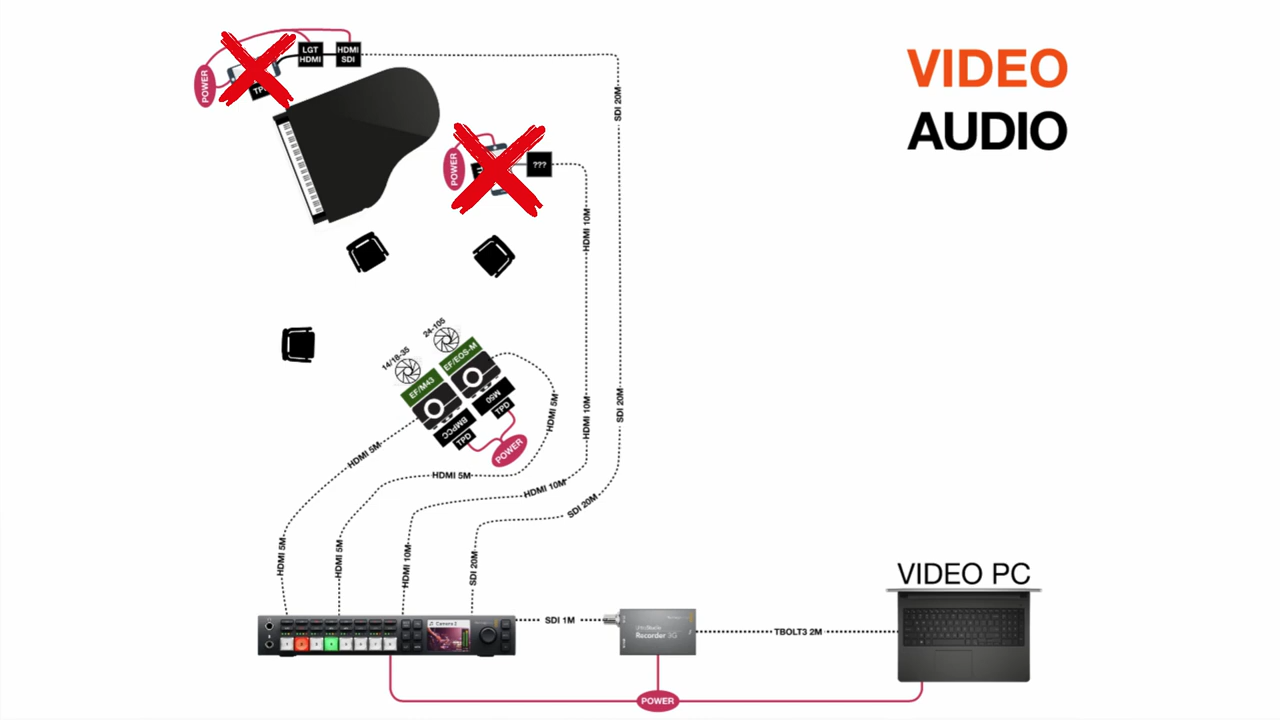 VIDEO
AUDIO
POWER
LGT
HDMI
HDMI
SDI
SDI 20M
POWER
???
HDMI 10M
24-105
14/18-35
EF/EOS-M
EF/M43
M50
TPD
BMPCC
TPD
POWER
HDMI 5M
HDMI 10M
SDI 20M
HDMI 5M
HDMI 5M
HDMI 10M
SDI 20M
HDMI 5M
HDMI 5M
HDMI 10M
SDI 20M
VIDEO PC
Camera 2
SDI 1M
UltraStudio
Recorder 3G
TBOLT3 2M
POWER